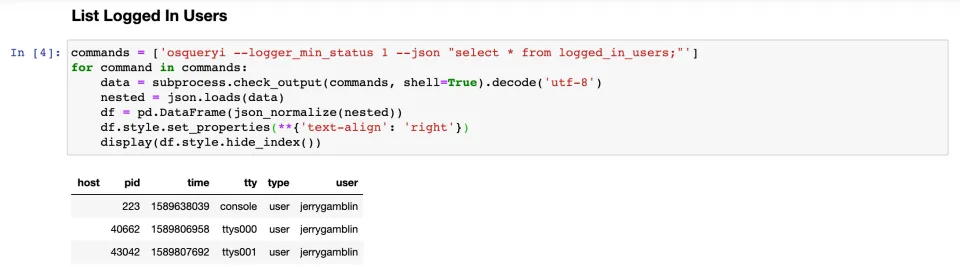 List Logged In Users
In [4]: commands = ['osqueryi --logger_min_status 1 --json "select * from logged_in_users;"']
for command in commands:
    data = subprocess.check_output(commands, shell=True).decode('utf-8')
    nested = json.loads(data)
    df = pd.DataFrame(json_normalize(nested))
    df.style.set_properties(**{'text-align': 'right'})
    display(df.style.hide_index())
host pid time tty type user
223 1589638039 console user jerrygamblin
40662 1589806958 ttys000 user jerrygamblin
43042 1589807692 ttys001 user jerrygamblin